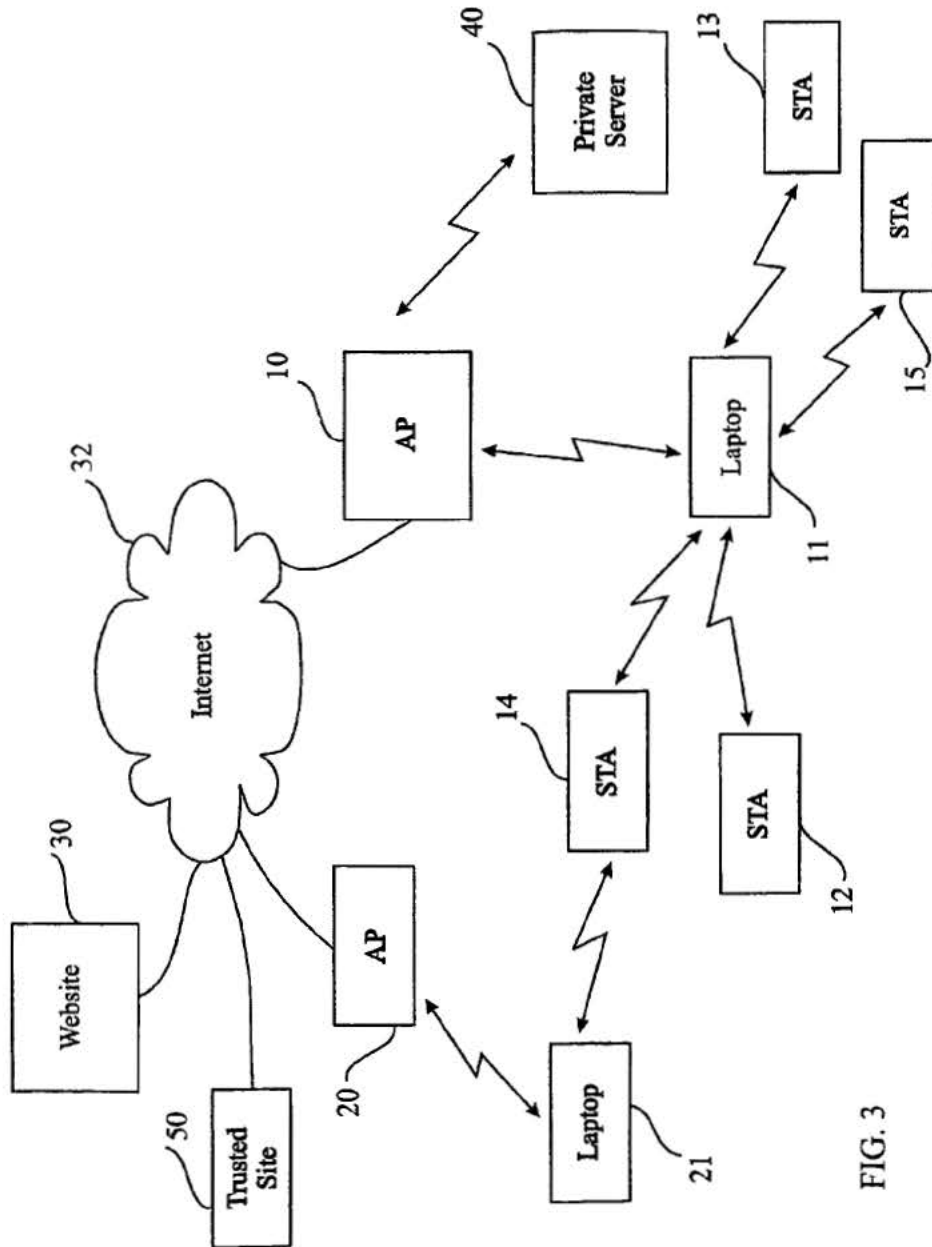 Website
30
Trusted
Site
50
Internet
32
AP
20
AP
10
Private
Server
40
Laptop
21
STA
14
STA
12
Laptop
11
STA
13
STA
15
FIG. 3